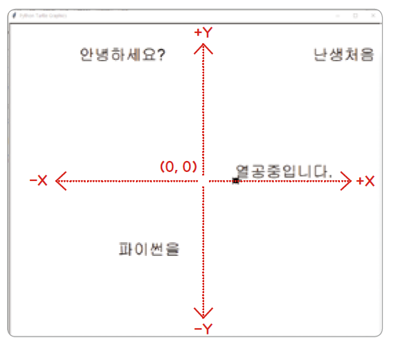 Python Turtle Graphics
+Y
안녕하세요?
난생처음
(0, 0)
열공중입니다.
-X
+X
파이썬을
-Y